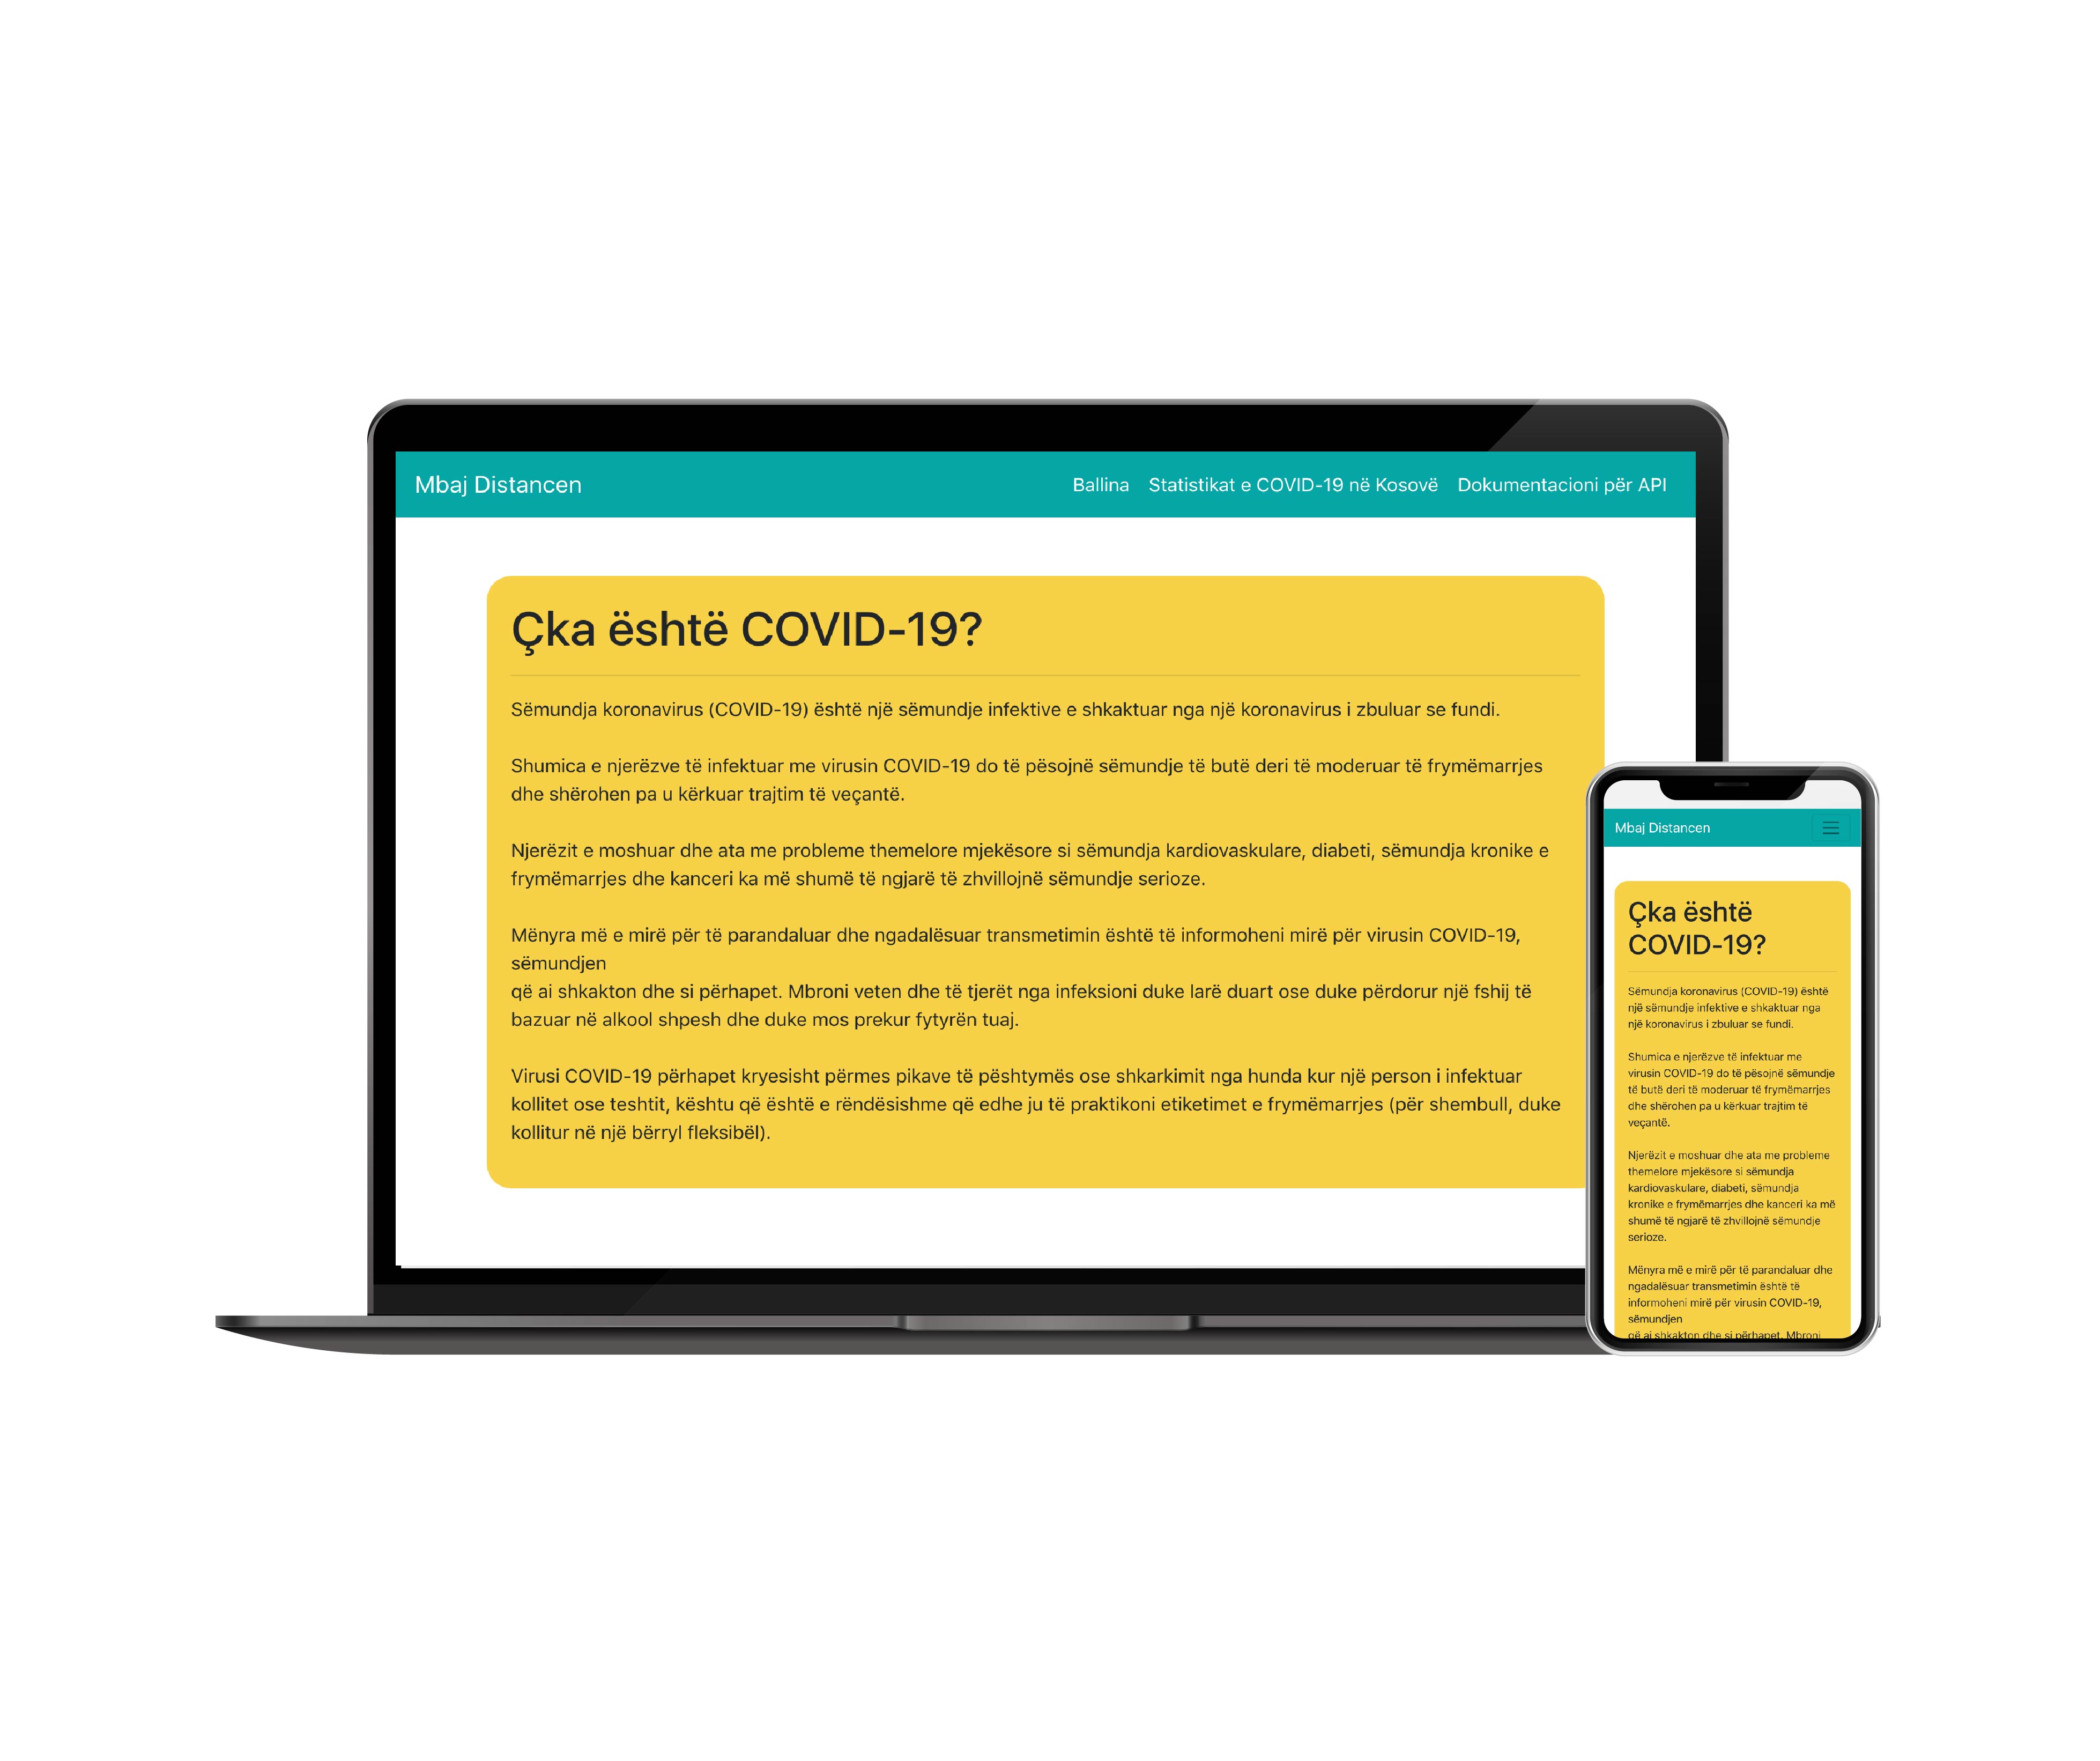 Mbaj Distancen
Ballina Statistikat e COVID-19 në Kosovë Dokumentacioni për API
Çka është COVID-19?
Sëmundja koronavirus (COVID-19) është një sëmundje infektive e shkaktuar nga një koronavirus i zbuluar se fundi.
Shumica e njerëzve të infektuar me virusin COVID-19 do të pësojnë sëmundje të butë deri të moderuar të frymëmarrjes
dhe shërohen pa u kërkuar trajtim të veçantë.
Njerëzit e moshuar dhe ata me probleme themelore mjekësore si sëmundja kardiovaskulare, diabeti, sëmundja kronike e
frymëmarrjes dhe kanceri ka më shumë të ngjarë të zhvillojnë sëmundje serioze.
Mënyra më e mirë për të parandaluar dhe ngadalësuar transmetimin është të informoheni mirë për virusin COVID-19,
sëmundjen
që ai shkakton dhe si përhapet. Mbroni veten dhe të tjerët nga infeksioni duke larë duart ose duke përdorur një fshij të
bazuar në alkool shpesh dhe duke mos prekur fytyrën tuaj.
Virusi COVID-19 përhapet kryesisht përmes pikave të pështymës ose shkarkimit nga hunda kur një person i infektuar
kollitet ose teshtit, kështu që është e rëndësishme që edhe ju të praktikoni etiketimet e frymëmarrjes (për shembull, duke
kollitur në një bërryl fleksibël).
Mbaj Distancen
Çka është
COVID-19?
Sëmundja koronavirus (COVID-19) është
një sëmundje infektive e shkaktuar nga
një koronavirus i zbuluar se fundi.
Shumica e njerëzve të infektuar me
virusin COVID-19 do të pësojnë sëmundje
të butë deri të moderuar të frymëmarrjes
dhe shërohen pa u kërkuar trajtim të
veçantë.
Njerëzit e moshuar dhe ata me probleme
themelore mjekësore si sëmundja
kardiovaskulare, diabeti, sëmundja
kronike e frymëmarrjes dhe kanceri ka më
shumë të ngjarë të zhvillojnë sëmundje
serioze.
Mënyra më e mirë për të parandaluar dhe
ngadalësuar transmetimin është të
informoheni mirë për virusin COVID-19,
sëmundjen
që ai shkakton dhe si përhapet. Mbroni